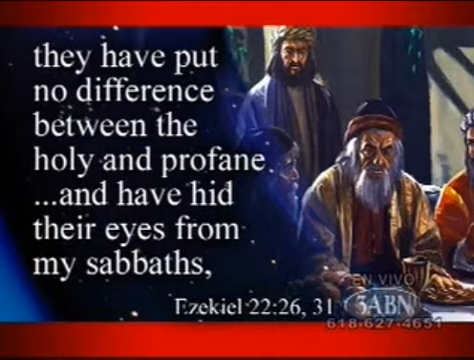 they have put
no difference
between the
holy and profane
...and have hid
their eyes from
my sabbaths,
Ezekiel 22:26, 31
EN VIVO
3ABN
618-627-4651